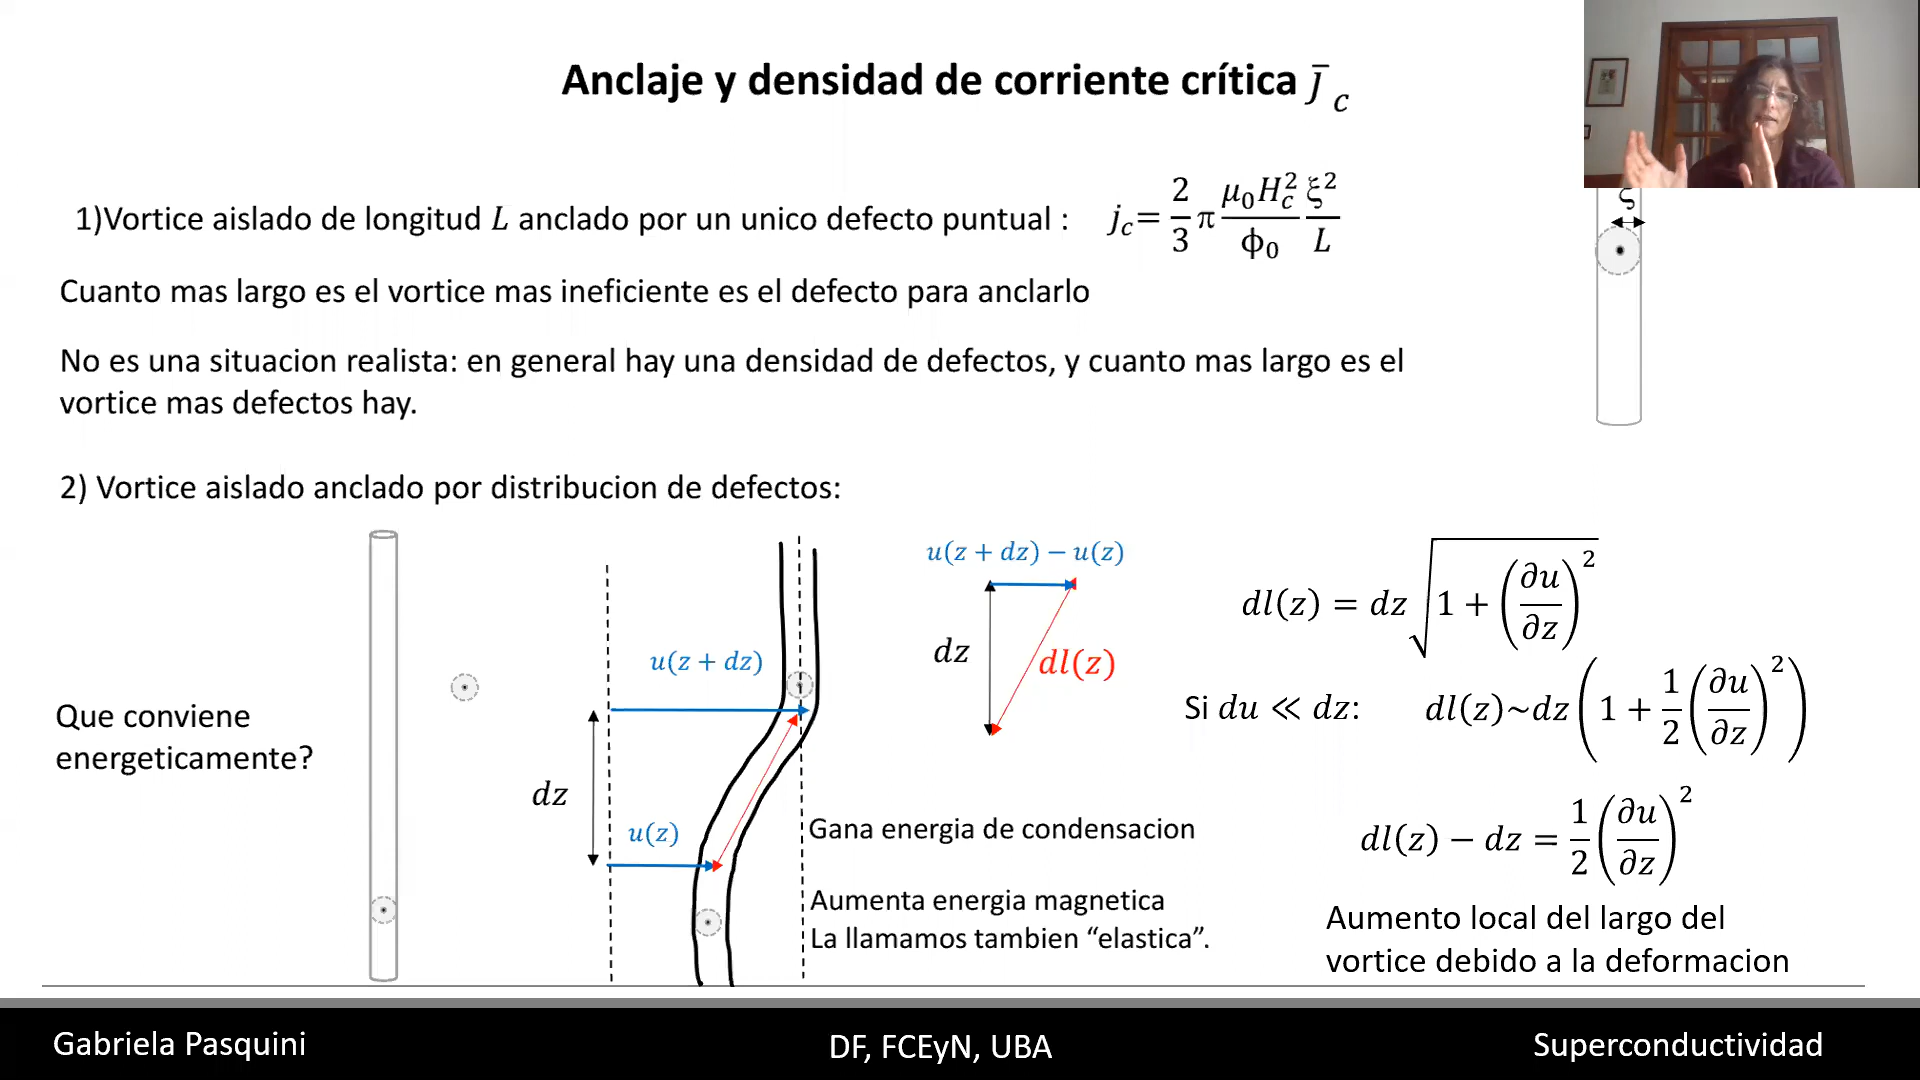 Anclaje y densidad de corriente crítica J̄ c
1)Vortice aislado de longitud L anclado por un unico defecto puntual : j_c= 2/3 π μ₀H_c²/ϕ₀ ξ²/L
ξ
Cuanto mas largo es el vortice mas ineficiente es el defecto para anclarlo
No es una situacion realista: en general hay una densidad de defectos, y cuanto mas largo es el
vortice mas defectos hay.
2) Vortice aislado anclado por distribucion de defectos:
Que conviene
energeticamente?
u(z + dz)
dz
u(z)
u(z + dz) − u(z)
dz
dl(z)
Gana energia de condensacion
Aumenta energia magnetica
La llamamos tambien “elastica”.
dl(z) = dz √(1 + (∂u/∂z)²)
Si du ≪ dz: dl(z)~dz (1 + 1/2 (∂u/∂z)²)
dl(z) − dz = 1/2 (∂u/∂z)²
Aumento local del largo del
vortice debido a la deformacion
Gabriela Pasquini
DF, FCEyN, UBA
Superconductividad